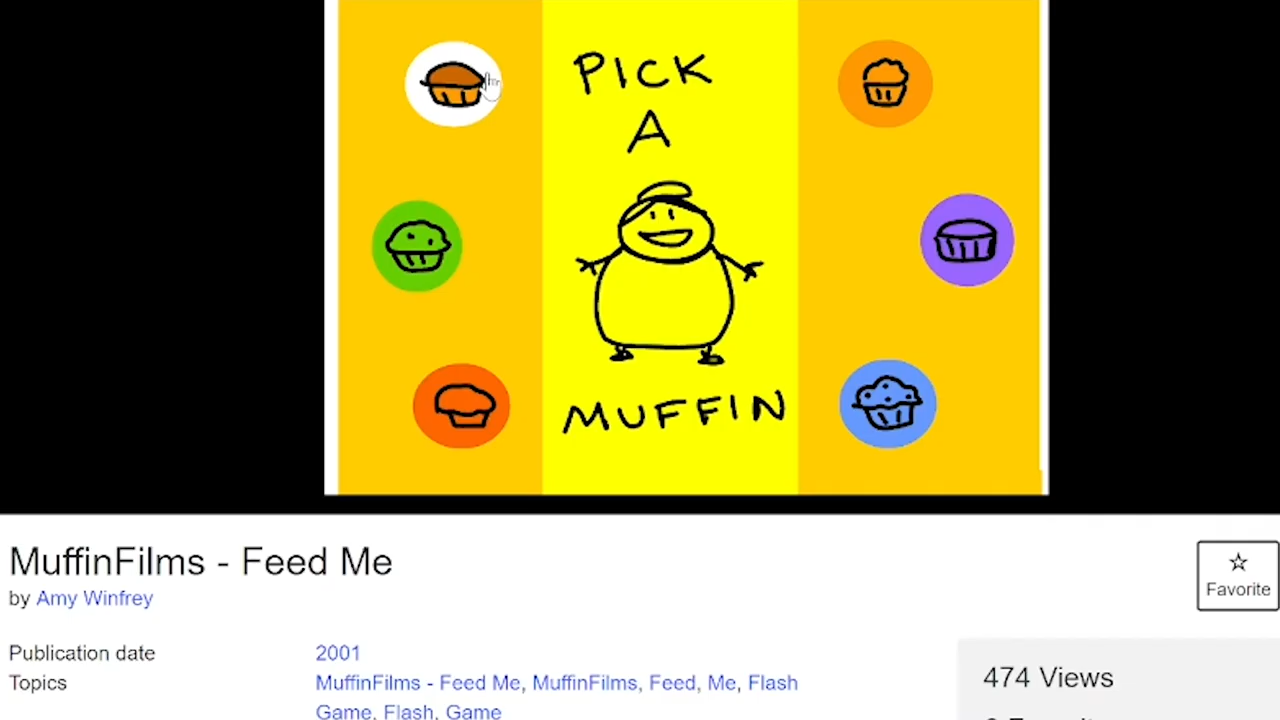 PICK
A
MUFFIN
MuffinFilms - Feed Me
by Amy Winfrey
☆
Favorite
Publication date 2001
Topics MuffinFilms - Feed Me, MuffinFilms, Feed, Me, Flash
Game, Flash, Game
474 Views